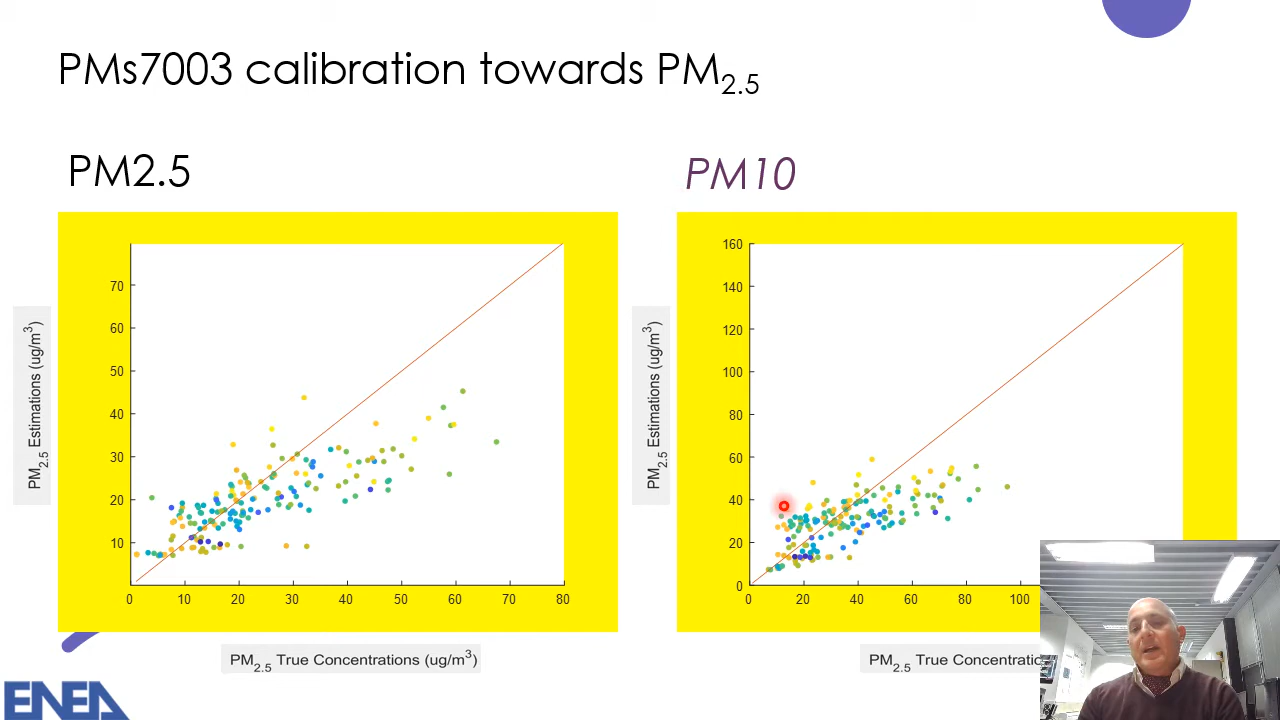 PMs7003 calibration towards PM2.5
PM2.5
PM10
PM2.5 Estimations (ug/m3)
70
60
50
40
30
20
10
0 10 20 30 40 50 60 70 80
PM2.5 True Concentrations (ug/m3)
PM2.5 Estimations (ug/m3)
160
140
120
100
80
60
40
20
0
0 20 40 60 80 100
PM2.5 True Concentratio
ENEA